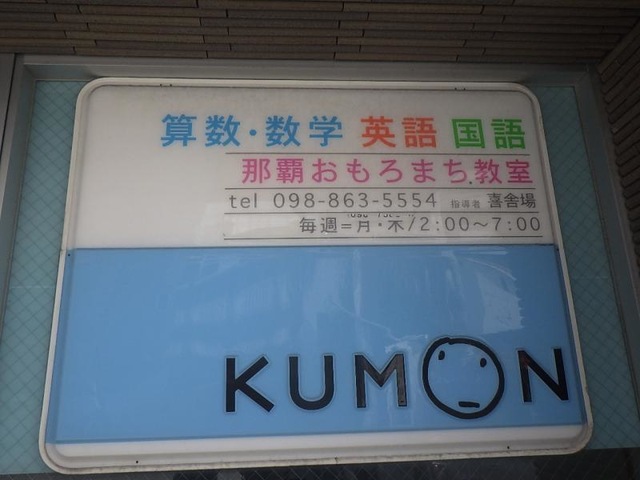 算数・数学 英語 国語
那覇おもろまち教室
tel 098-863-5554 指導者 喜舎場
毎週=月・木/2:00〜7:00
KUMON